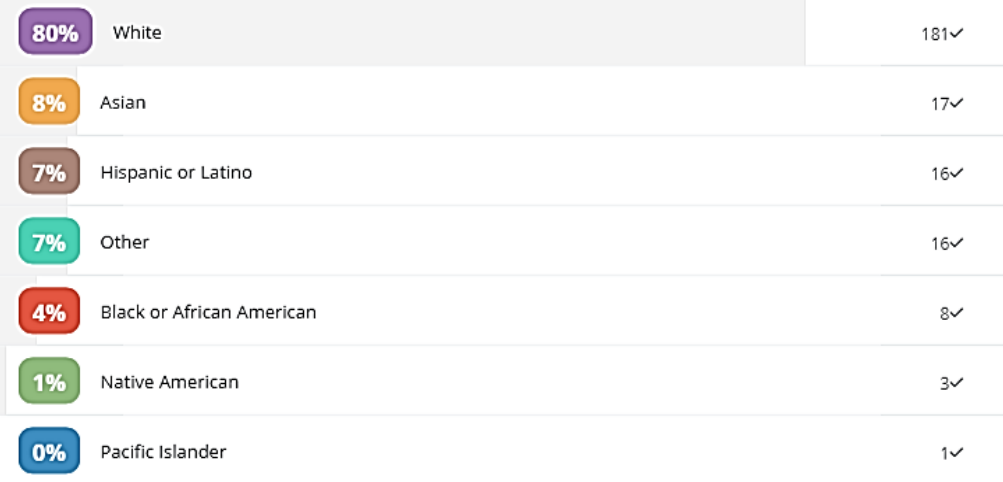 80% White 181✓
8% Asian 17✓
7% Hispanic or Latino 16✓
7% Other 16✓
4% Black or African American 8✓
1% Native American 3✓
0% Pacific Islander 1✓